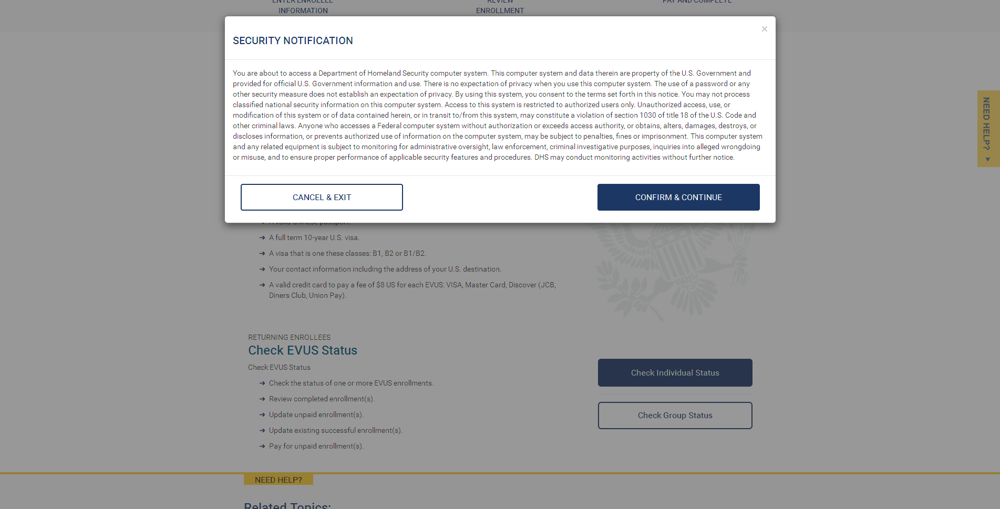 ENTER ENROLLEE
INFORMATION
REVIEW
ENROLLMENT
PAY AND COMPLETE
×
SECURITY NOTIFICATION
You are about to access a Department of Homeland Security computer system. This computer system and data therein are property of the U.S. Government and
provided for official U.S. Government information and use. There is no expectation of privacy when you use this computer system. The use of a password or any
other security measure does not establish an expectation of privacy. By using this system, you consent to the terms set forth in this notice. You may not process
classified national security information on this computer system. Access to this system is restricted to authorized users only. Unauthorized access, use, or
modification of this system or of data contained herein, or in transit to/from this system, may constitute a violation of section 1030 of title 18 of the U.S. Code and
other criminal laws. Anyone who accesses a Federal computer system without authorization or exceeds access authority, or obtains, alters, damages, destroys, or
discloses information, or prevents authorized use of information on the computer system, may be subject to penalties, fines or imprisonment. This computer system
and any related equipment is subject to monitoring for administrative oversight, law enforcement, criminal investigative purposes, inquiries into alleged wrongdoing
or misuse, and to ensure proper performance of applicable security features and procedures. DHS may conduct monitoring activities without further notice.
CANCEL & EXIT
CONFIRM & CONTINUE
NEED HELP? ▼
➔ A valid Chinese passport.
➔ A full term 10-year U.S. visa.
➔ A visa that is one these classes: B1, B2 or B1/B2.
➔ Your contact information including the address of your U.S. destination.
➔ A valid credit card to pay a fee of $8 US for each EVUS: VISA, Master Card, Discover (JCB,
Diners Club, Union Pay).
RETURNING ENROLLEES
Check EVUS Status
Check EVUS Status
➔ Check the status of one or more EVUS enrollments.
➔ Review completed enrollment(s).
➔ Update unpaid enrollment(s).
➔ Update existing successful enrollment(s).
➔ Pay for unpaid enrollment(s).
Check Individual Status
Check Group Status
NEED HELP?
Related Topics: